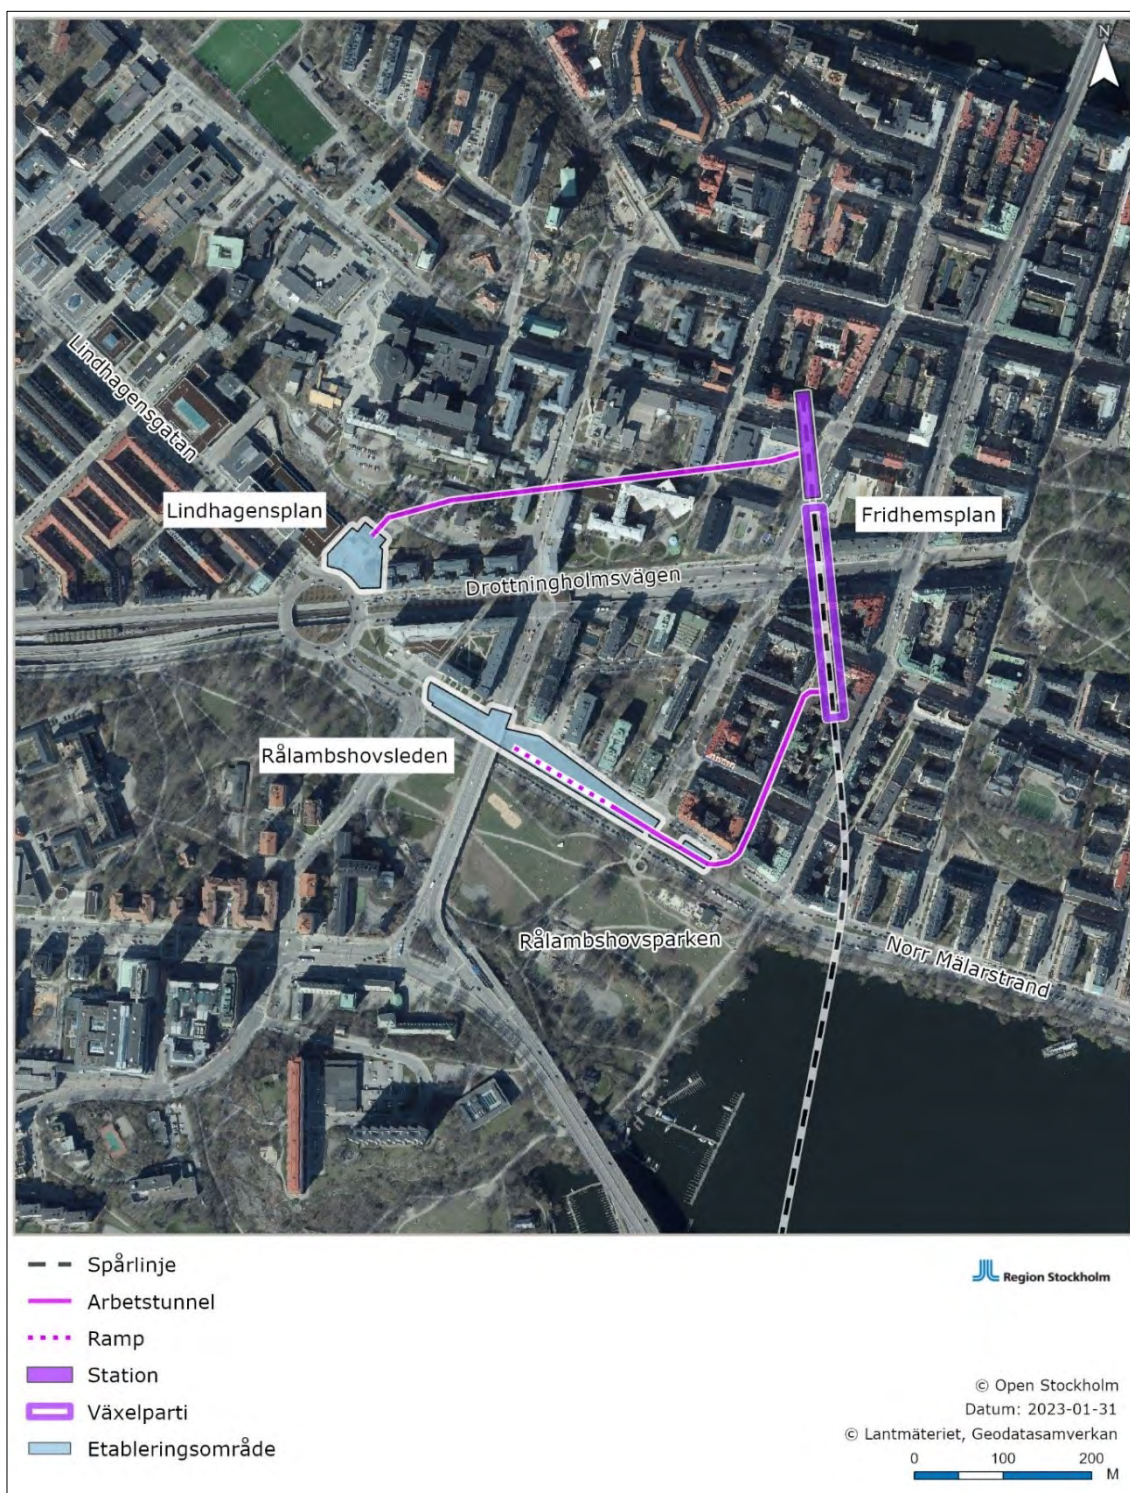 N
Lindhagensgatan
Lindhagensplan
Fridhemsplan
Drottningholmsvägen
Rålambshovsleden
Rålambshovsparken
Norr Mälarstrand
Spårlinje
Arbetstunnel
Ramp
Station
Växelparti
Etableringsområde
Region Stockholm
© Open Stockholm
Datum: 2023-01-31
© Lantmäteriet, Geodatasamverkan
0 100 200
M